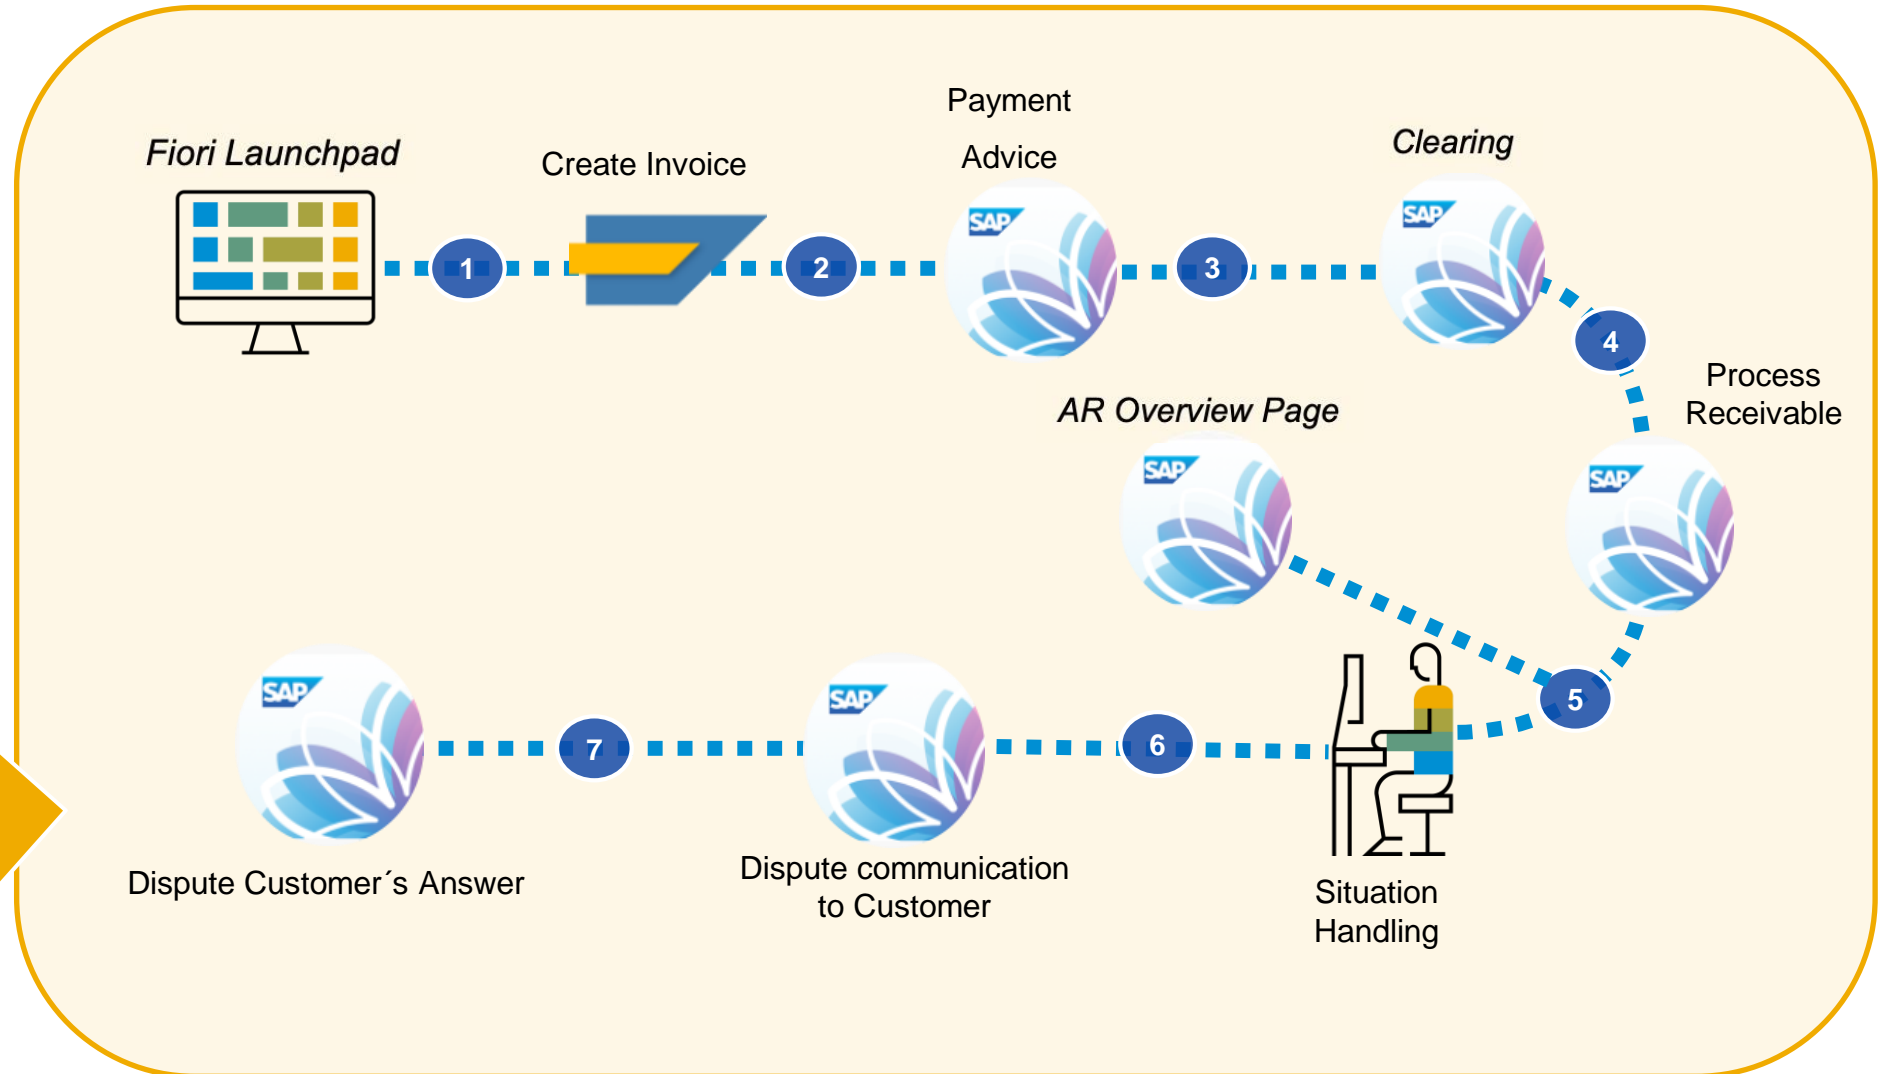 Fiori Launchpad
Create Invoice
Payment
Advice
Clearing
SAP
SAP
1
2
3
4
Process
Receivable
AR Overview Page
SAP
SAP
5
Situation
Handling
6
SAP
Dispute communication
to Customer
7
SAP
Dispute Customer´s Answer